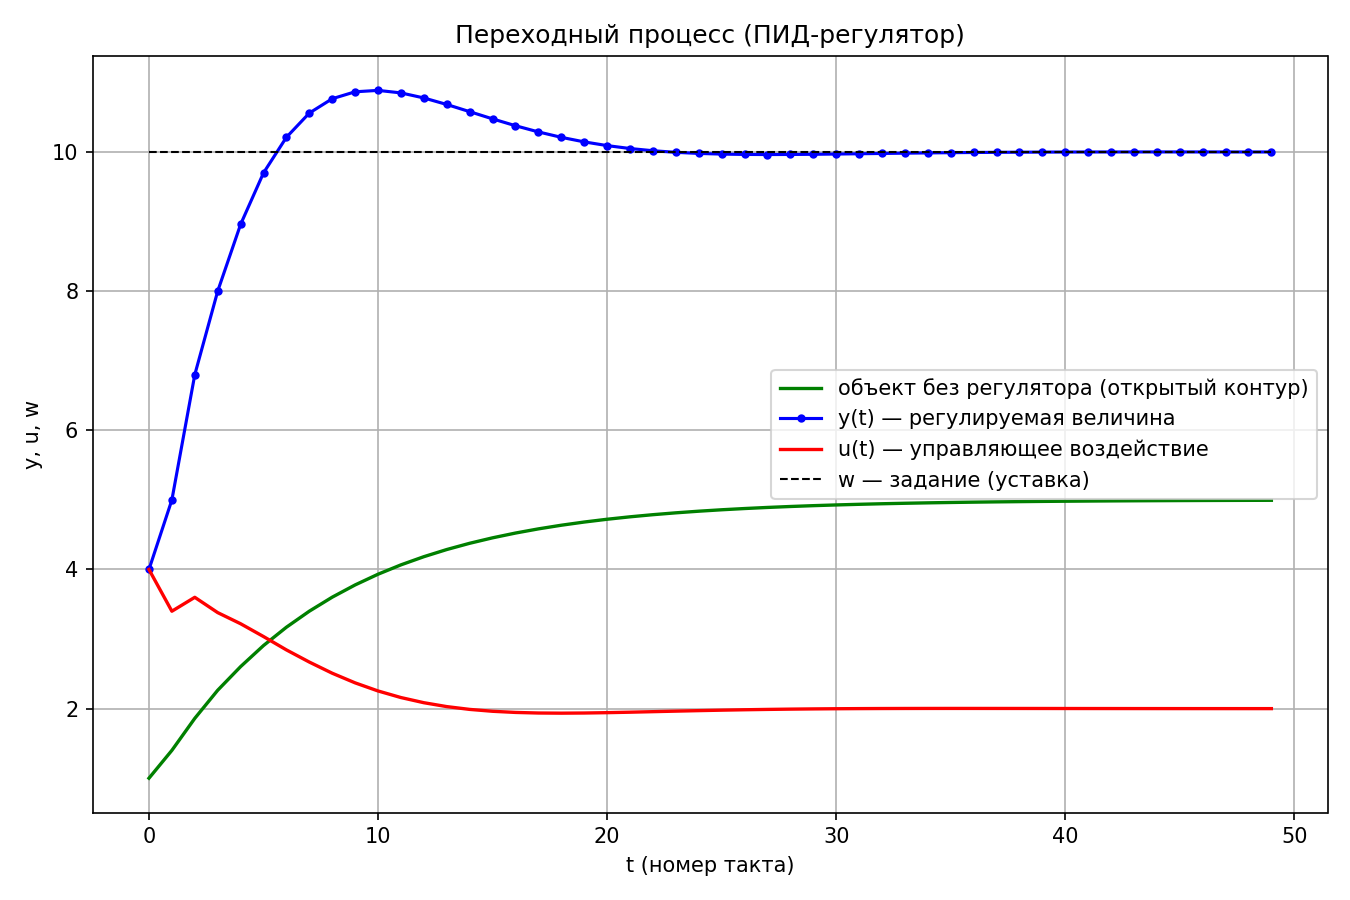 Переходный процесс (ПИД-регулятор)
y, u, w
10
8
6
4
2
объект без регулятора (открытый контур)
y(t) — регулируемая величина
u(t) — управляющее воздействие
w — задание (уставка)
0 10 20 30 40 50
t (номер такта)